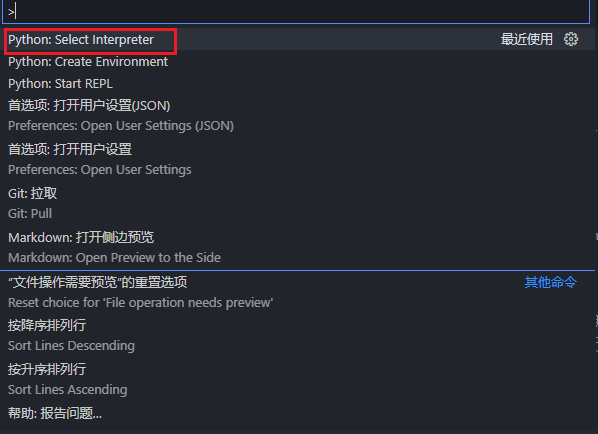 >
Python: Select Interpreter 最近使用
Python: Create Environment
Python: Start REPL
首选项: 打开用户设置(JSON)
Preferences: Open User Settings (JSON)
首选项: 打开用户设置
Preferences: Open User Settings
Git: 拉取
Git: Pull
Markdown: 打开侧边预览
Markdown: Open Preview to the Side
“文件操作需要预览”的重置选项 其他命令
Reset choice for 'File operation needs preview'
按降序排列行
Sort Lines Descending
按升序排列行
Sort Lines Ascending
帮助: 报告问题...